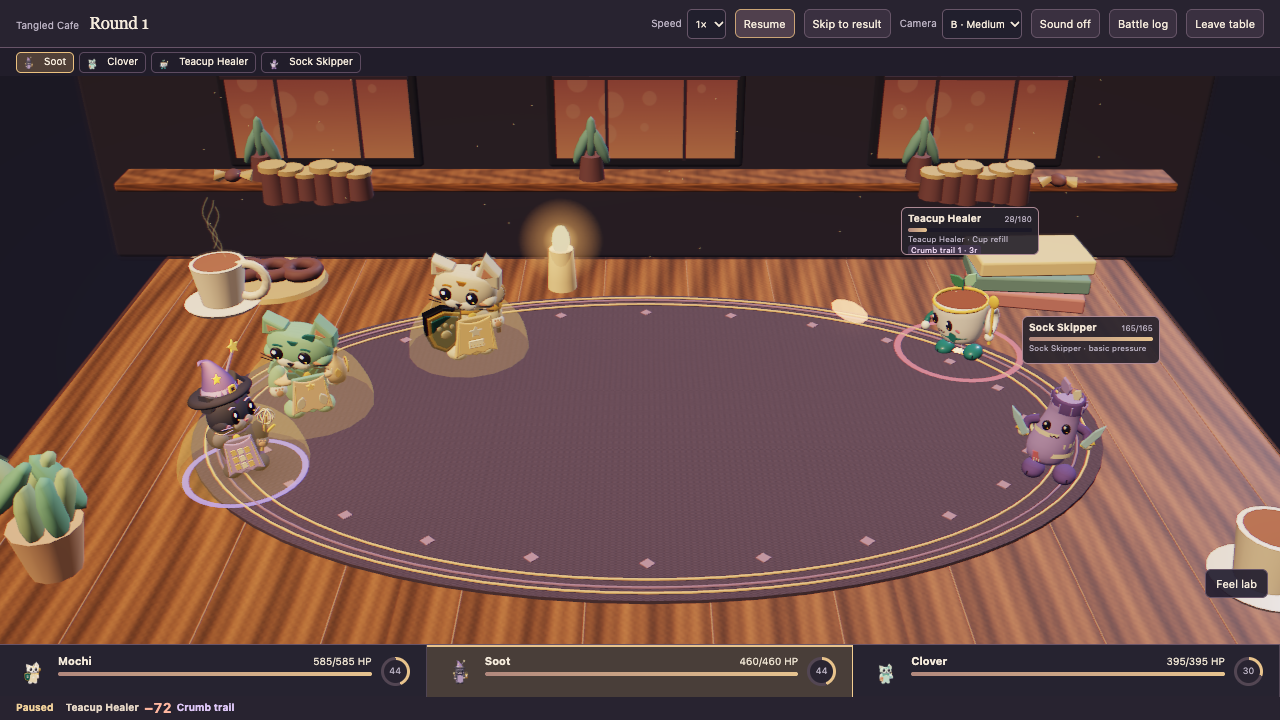 Tangled Cafe Round 1
Speed 1x Resume Skip to result Camera B · Medium Sound off Battle log Leave table
Soot Clover Teacup Healer Sock Skipper
Teacup Healer 28/180
Teacup Healer · Cup refill
Crumb trail 1 · 3r
Sock Skipper 165/165
Sock Skipper · basic pressure
Feel lab
Mochi 585/585 HP 44
Soot 460/460 HP 44
Clover 395/395 HP 30
Paused Teacup Healer −72 Crumb trail